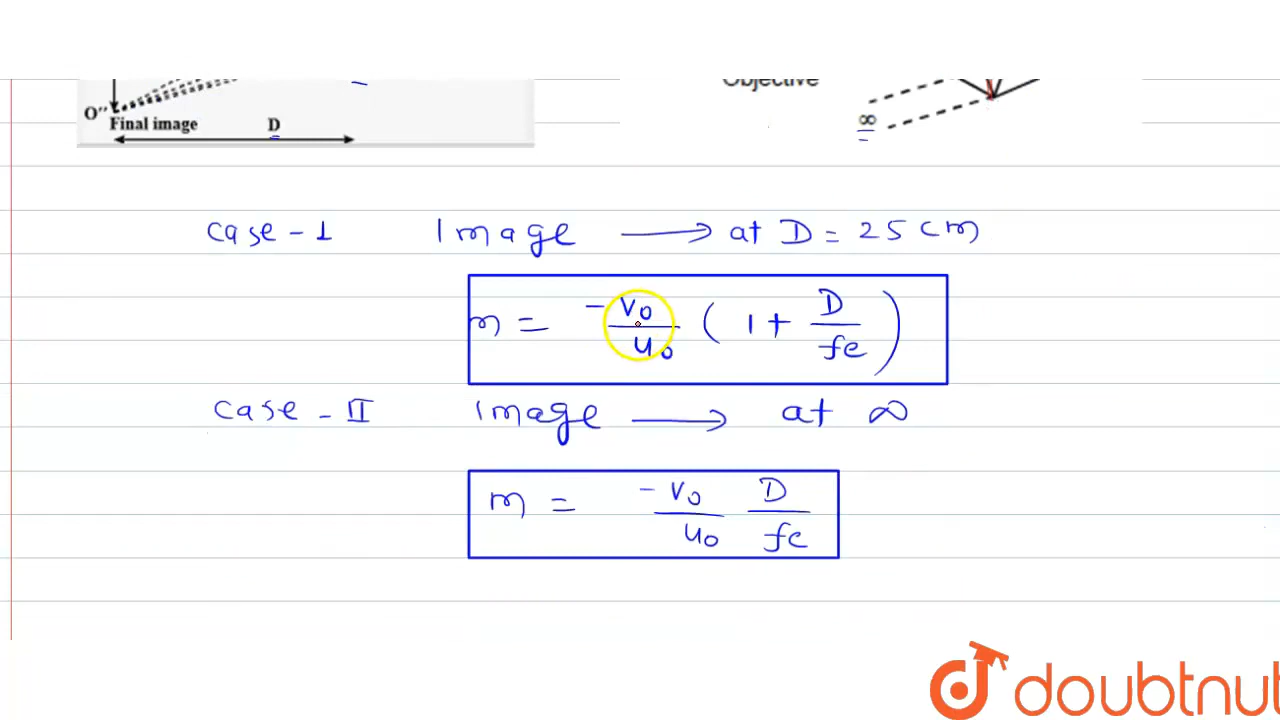 Objective
O''
Final image D
∞
case - I Image ⟶ at D = 25 cm
m = -v₀/u₀ ( 1 + D/fe )
case - II Image ⟶ at ∞
m = -v₀/u₀ D/fe
doubtnut